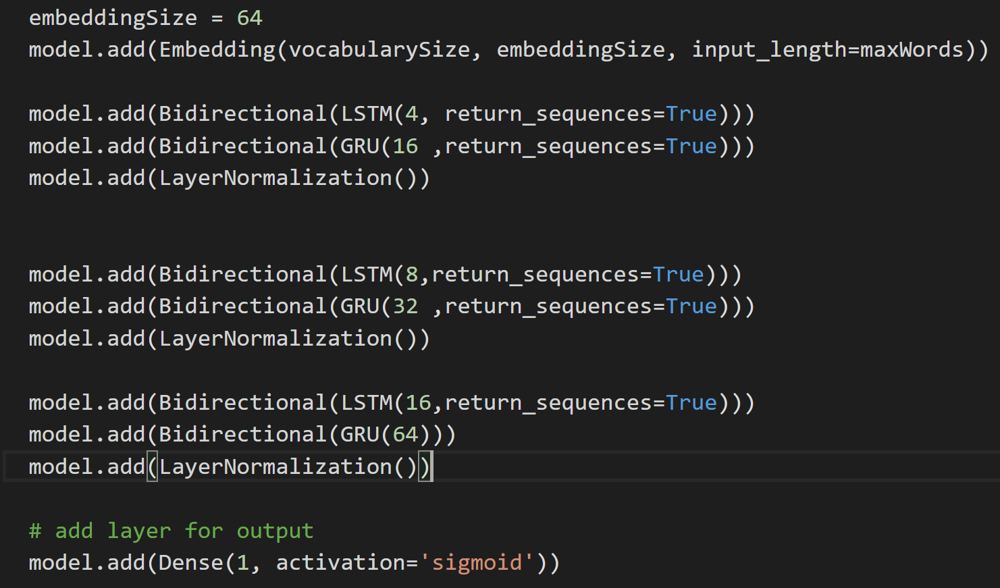 embeddingSize = 64
model.add(Embedding(vocabularySize, embeddingSize, input_length=maxWords))
model.add(Bidirectional(LSTM(4, return_sequences=True)))
model.add(Bidirectional(GRU(16 ,return_sequences=True)))
model.add(LayerNormalization())
model.add(Bidirectional(LSTM(8,return_sequences=True)))
model.add(Bidirectional(GRU(32 ,return_sequences=True)))
model.add(LayerNormalization())
model.add(Bidirectional(LSTM(16,return_sequences=True)))
model.add(Bidirectional(GRU(64)))
model.add(LayerNormalization())
# add layer for output
model.add(Dense(1, activation='sigmoid'))